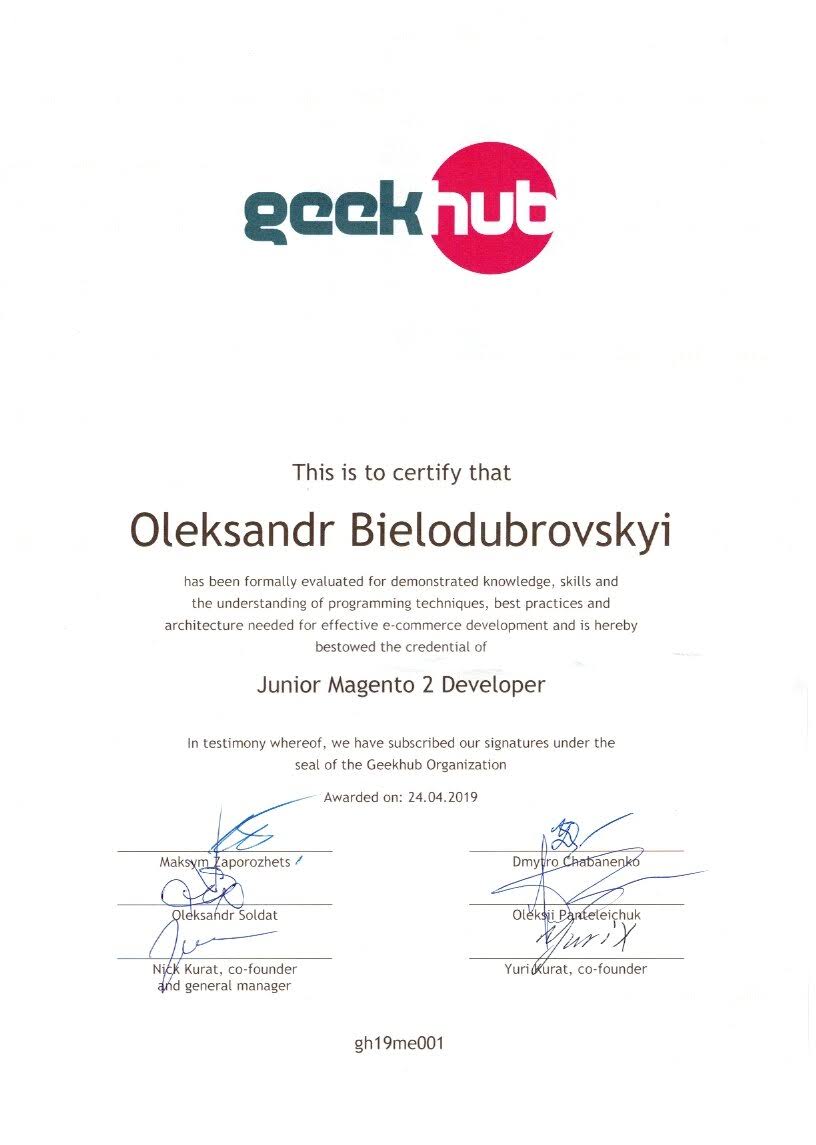 geekhub
This is to certify that
Oleksandr Bielodubrovskyi
has been formally evaluated for demonstrated knowledge, skills and
the understanding of programming techniques, best practices and
architecture needed for effective e-commerce development and is hereby
bestowed the credential of
Junior Magento 2 Developer
In testimony whereof, we have subscribed our signatures under the
seal of the Geekhub Organization
Awarded on: 24.04.2019
Maksym Zaporozhets
Dmytro Chabanenko
Oleksandr Soldat
Oleksii Panteleichuk
Yurix
Nick Kurat, co-founder
and general manager
Yuri Kurat, co-founder
gh19me001